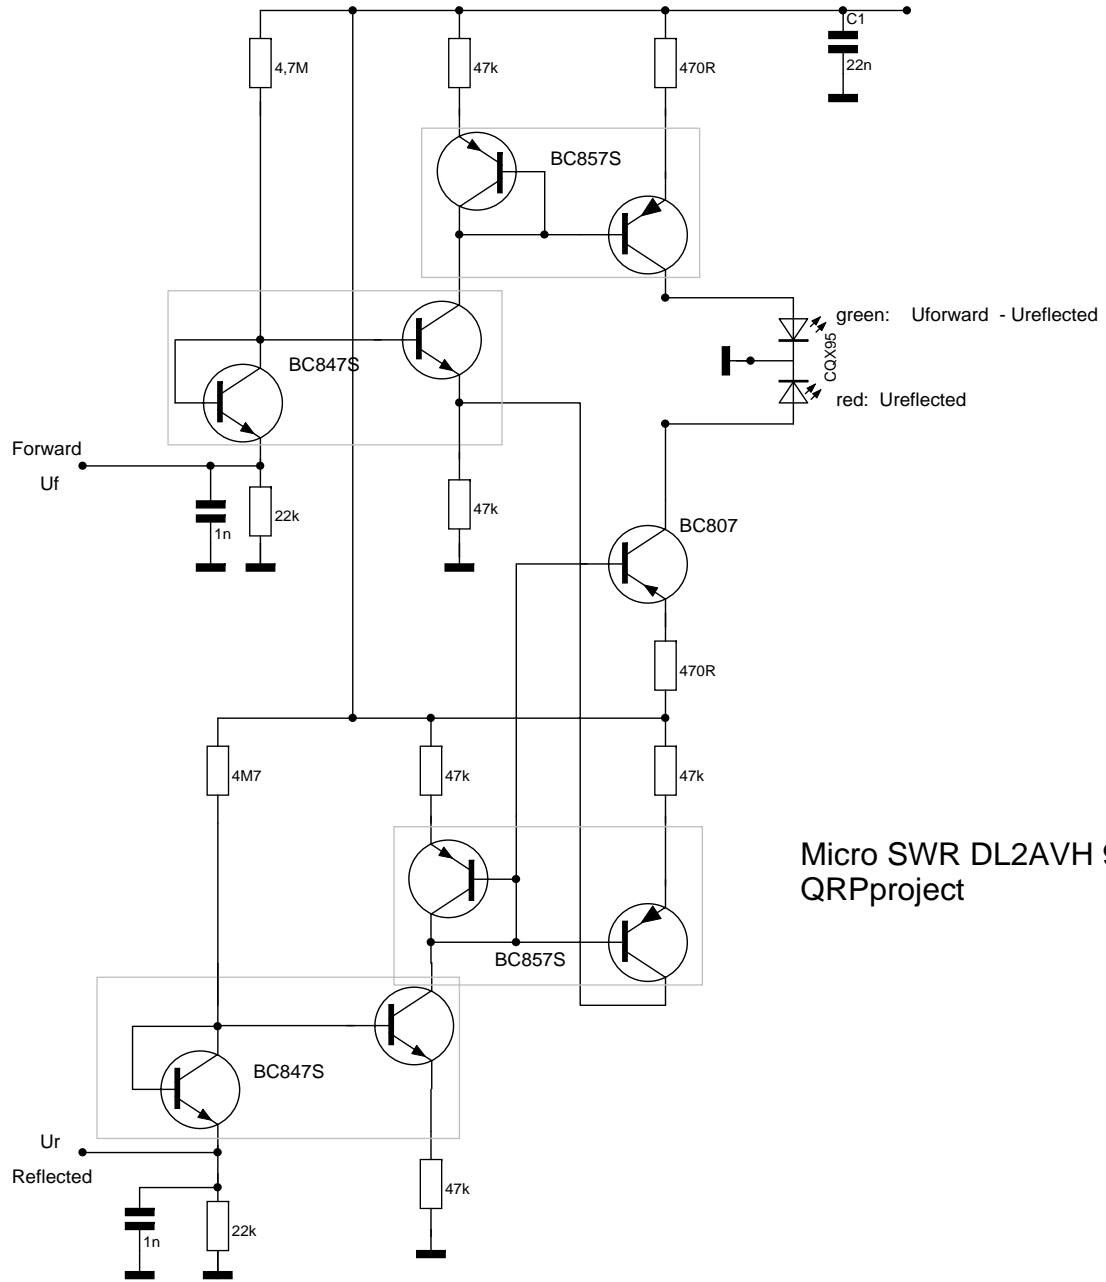 C1
4,7M
47k
470R
22n
BC857S
green: Uforward - Ureflected
BC847S
CQX95
red: Ureflected
Forward
Uf
22k
47k
1n
BC807
470R
4M7
47k
47k
Micro SWR DL2AVH
QRPproject
BC857S
BC847S
Ur
Reflected
47k
22k
1n